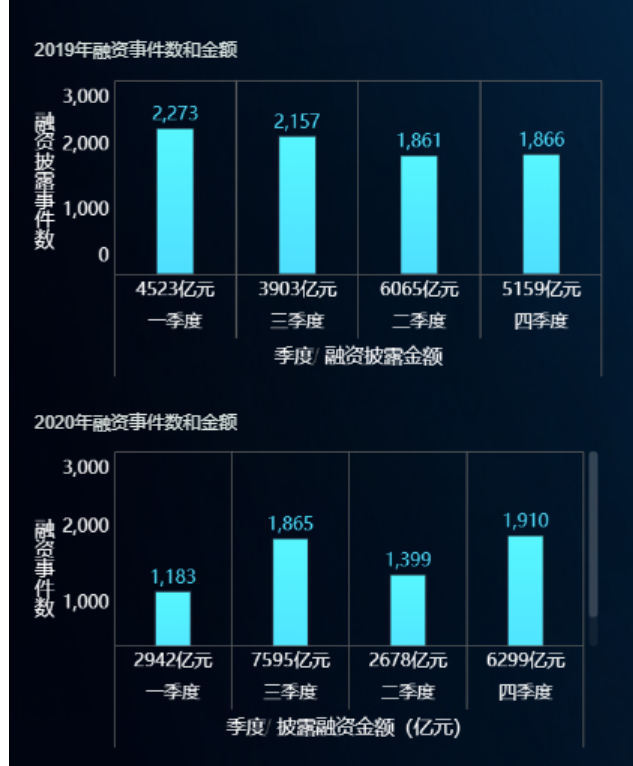 2019年融资事件数和金额
融资披露事件数
3,000
2,000
1,000
0
2,273
2,157
1,861
1,866
4523亿元 3903亿元 6065亿元 5159亿元
一季度 三季度 二季度 四季度
季度/ 融资披露金额
2020年融资事件数和金额
融资事件数
3,000
2,000
1,000
1,183
1,865
1,399
1,910
2942亿元 7595亿元 2678亿元 6299亿元
一季度 三季度 二季度 四季度
季度/ 披露融资金额 (亿元)